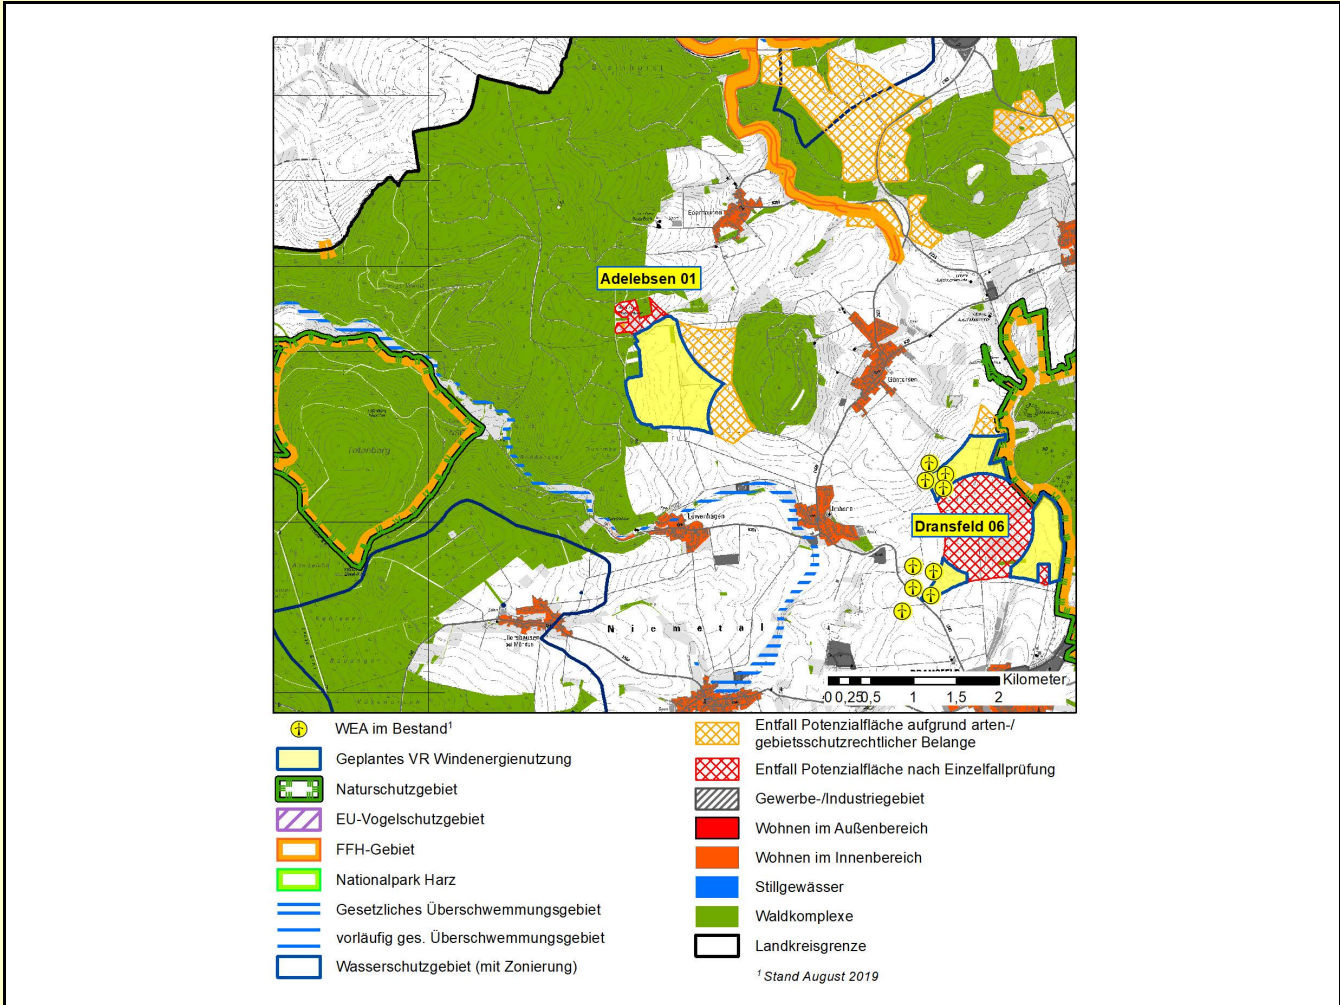 Adelebsen 01
Güntersen
Dransfeld 06
Löwenhagen
Totenberg
N i e m e t a l
Kilometer
0 0,25 0,5 1 1,5 2
WEA im Bestand¹
Geplantes VR Windenergienutzung
Naturschutzgebiet
EU-Vogelschutzgebiet
FFH-Gebiet
Nationalpark Harz
Gesetzliches Überschwemmungsgebiet
vorläufig ges. Überschwemmungsgebiet
Wasserschutzgebiet (mit Zonierung)
Entfall Potenzialfläche aufgrund arten-/
gebietsschutzrechtlicher Belange
Entfall Potenzialfläche nach Einzelfallprüfung
Gewerbe-/Industriegebiet
Wohnen im Außenbereich
Wohnen im Innenbereich
Stillgewässer
Waldkomplexe
Landkreisgrenze
¹ Stand August 2019